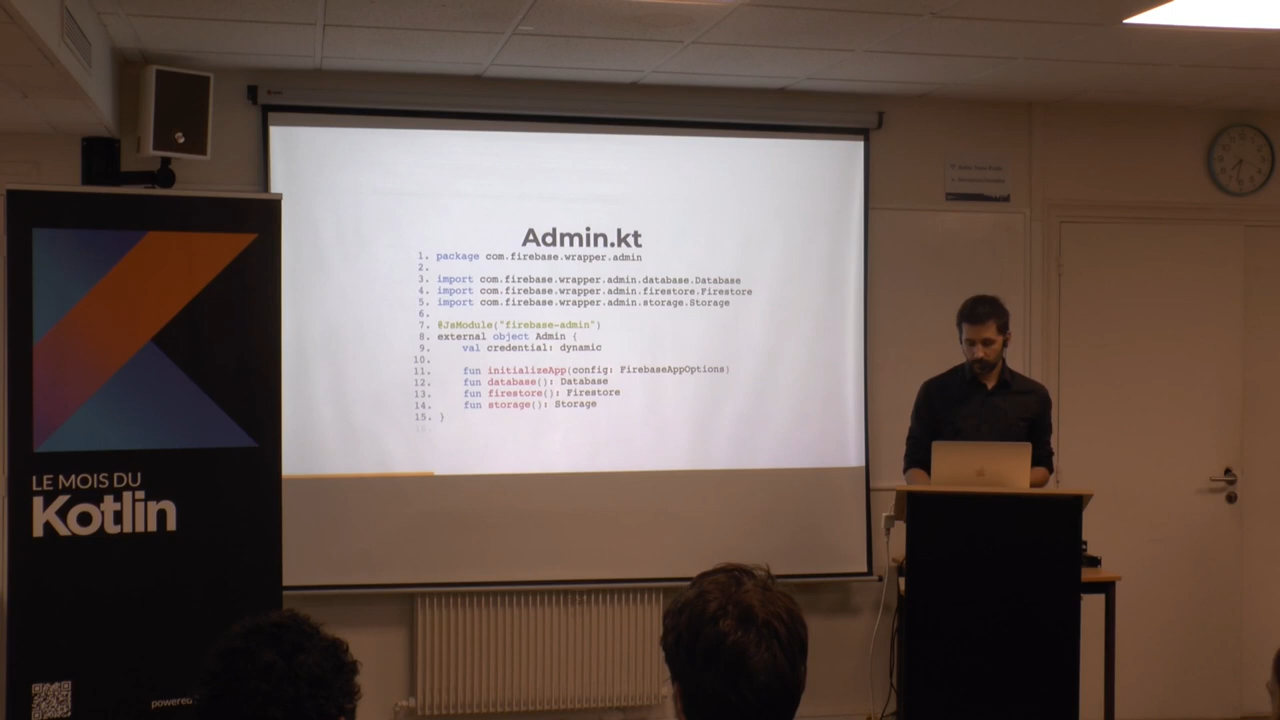 Admin.kt
1. package com.firebase.wrapper.admin
2.
3. import com.firebase.wrapper.admin.database.Database
4. import com.firebase.wrapper.admin.firestore.Firestore
5. import com.firebase.wrapper.admin.storage.Storage
6.
7. @JsModule("firebase-admin")
8. external object Admin {
9. val credential: dynamic
10.
11. fun initializeApp(config: FirebaseAppOptions)
12. fun database(): Database
13. fun firestore(): Firestore
14. fun storage(): Storage
15. }
LE MOIS DU
Kotlin
powered